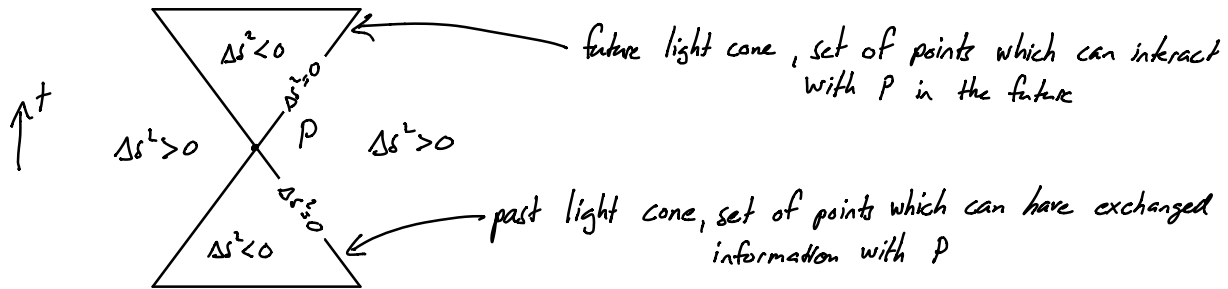 Δs²<0
future light cone, set of points which can interact
with P in the future
Δs²=0
t
P
Δs²>0
Δs²>0
Δs²=0
past light cone, set of points which can have exchanged
information with P
Δs²<0